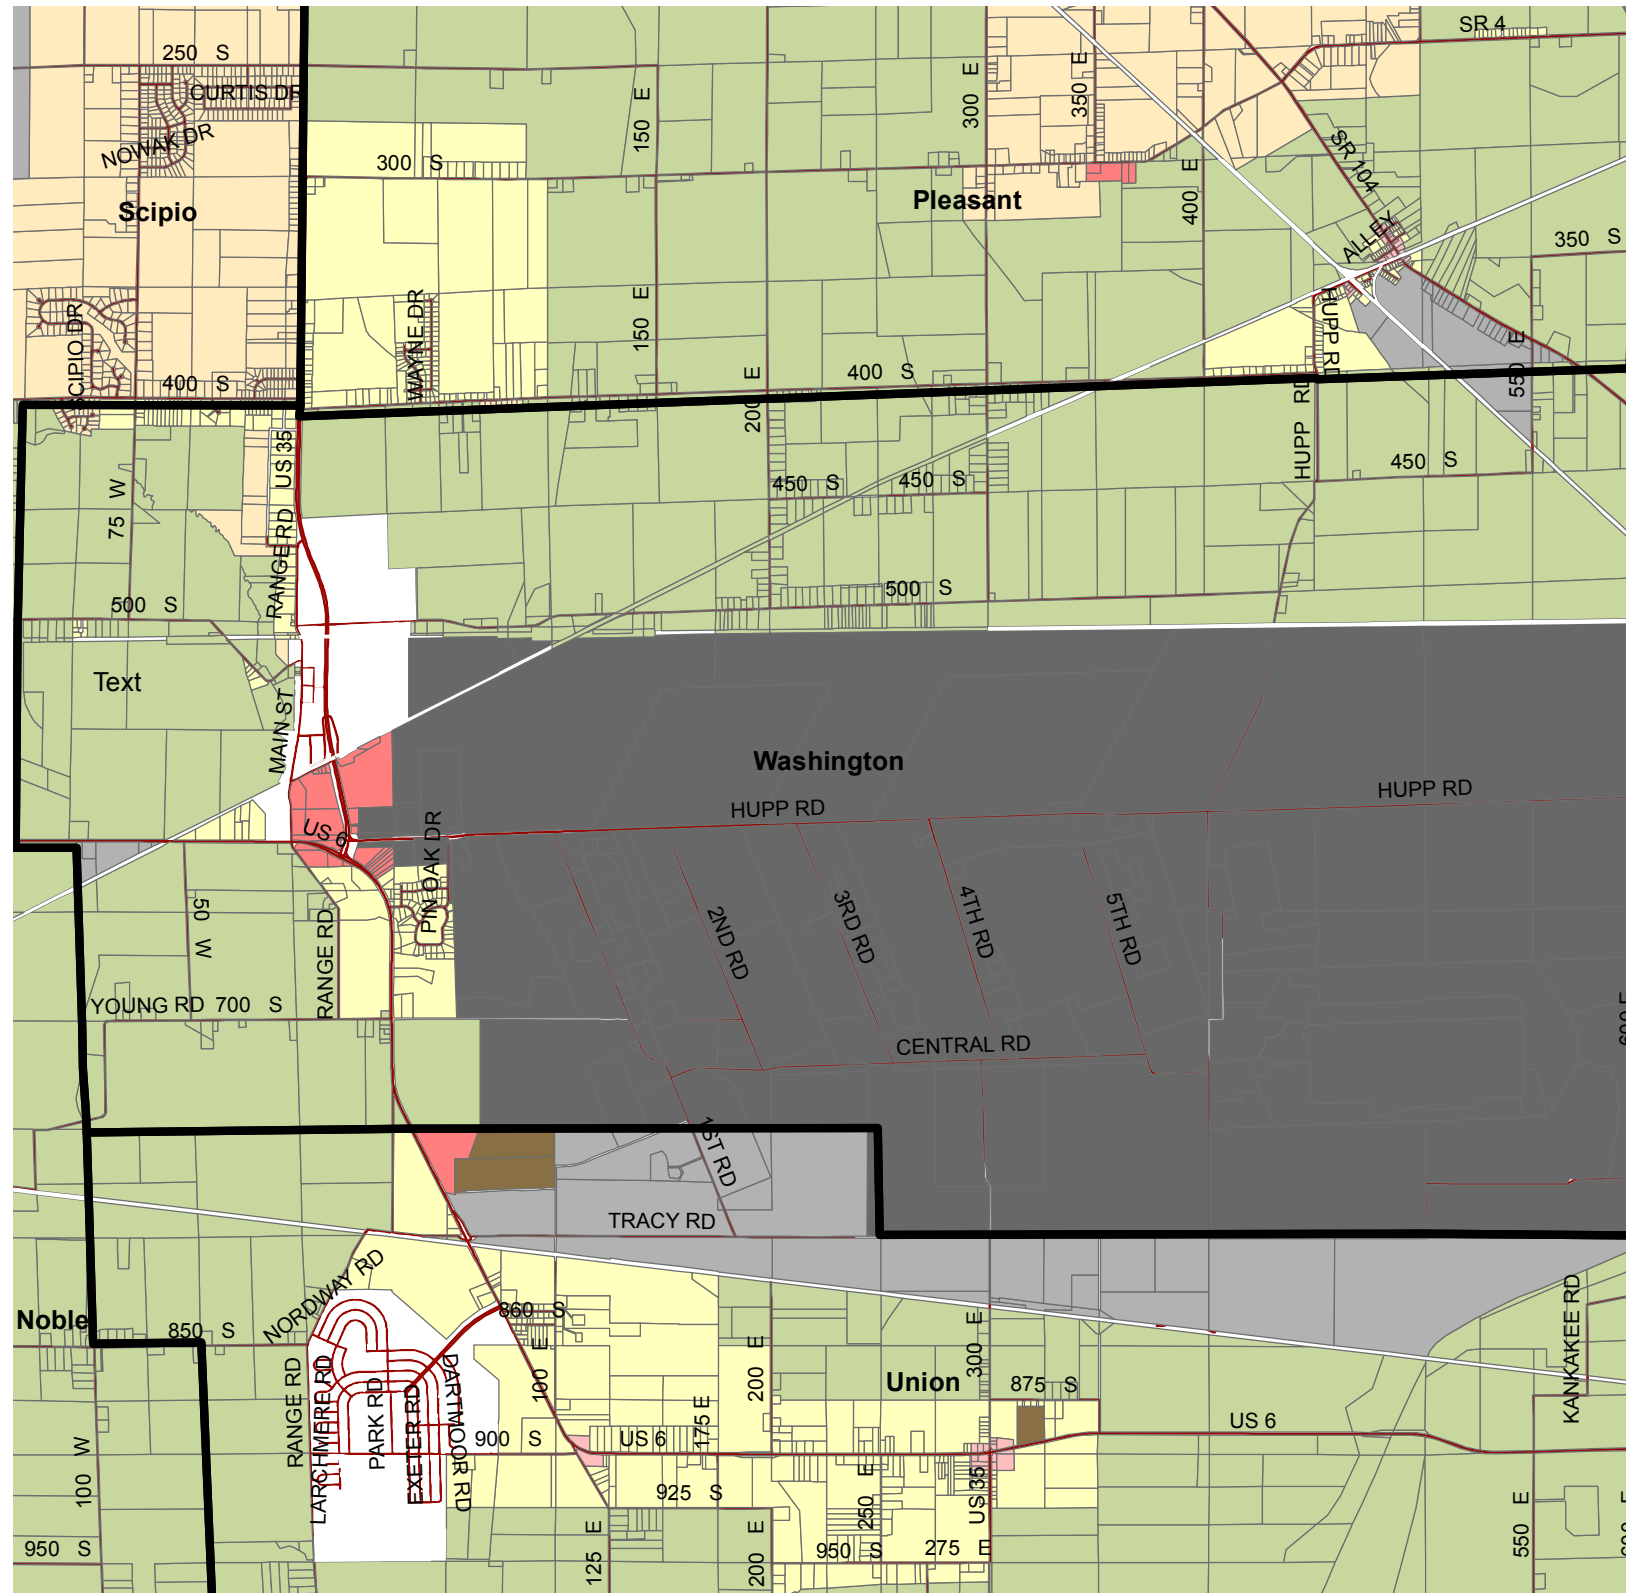 SR 4
250 S
CURTIS DR
NOWAK DR
150 E
300 E
350 E
300 S
SR 104
Scipio
Pleasant
400 E
ALLEY
350 S
CIPIO DR
WAYNE DR
150 E
HUPP RD
550 E
400 S
400 S
200 E
HUPP RD
US 35
75 W
450 S
450 S
450 S
RANGE RD
500 S
500 S
Text
MAIN ST
Washington
HUPP RD
HUPP RD
US 6
PIN OAK DR
50 W
RANGE RD
2ND RD
3RD RD
4TH RD
5TH RD
YOUNG RD 700 S
CENTRAL RD
1ST RD
TRACY RD
NORDWAY RD
Noble
850 S
860 S
100 E
200 E
300 E
KANKAKEE RD
Union
875 S
RANGE RD
LARCHMERE RD
PARK RD
EXETER RD
DARTMOOR RD
900 S
US 6
175 E
US 6
100 W
925 S
250 E
US 35
950 S
125 E
200 E
950 S
275 E
550 E